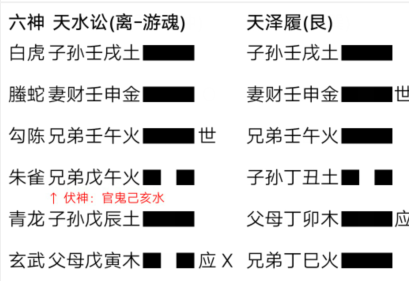 六神 天水讼(离-游魂) 天泽履(艮)
白虎 子孙壬戌土 子孙壬戌土
螣蛇 妻财壬申金 妻财壬申金 世
勾陈 兄弟壬午火 世 兄弟壬午火
朱雀 兄弟戊午火 子孙丁丑土
↑ 伏神：官鬼己亥水
青龙 子孙戊辰土 父母丁卯木 应
玄武 父母戊寅木 应 X 兄弟丁巳火